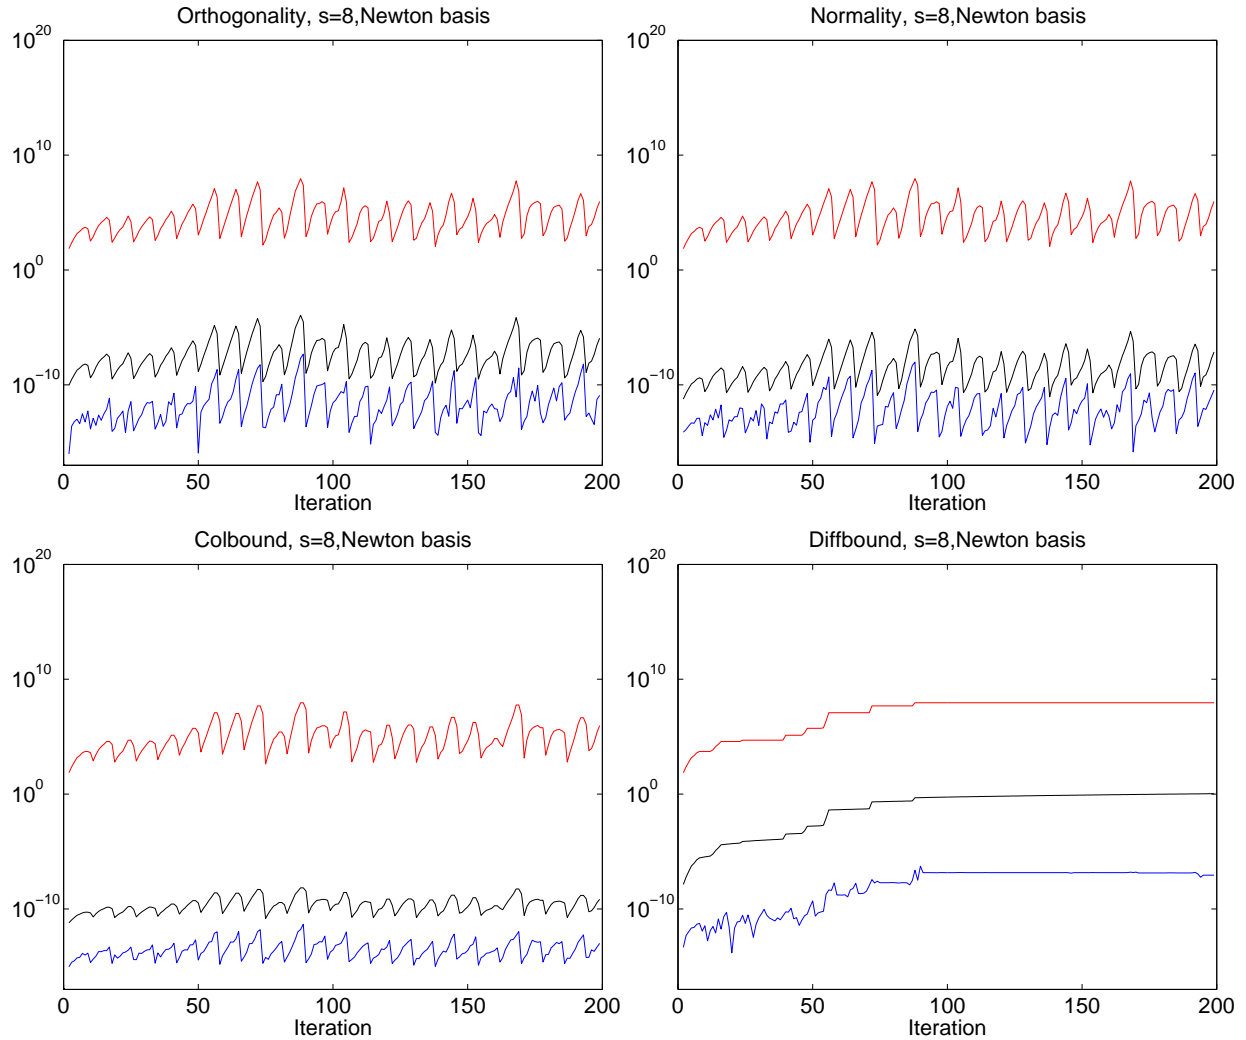 Orthogonality, s=8,Newton basis
10^20
10^10
10^0
10^-10
0 50 100 150 200
Iteration
Normality, s=8,Newton basis
10^20
10^10
10^0
10^-10
0 50 100 150 200
Iteration
Colbound, s=8,Newton basis
10^20
10^10
10^0
10^-10
0 50 100 150 200
Iteration
Diffbound, s=8,Newton basis
10^20
10^10
10^0
10^-10
0 50 100 150 200
Iteration